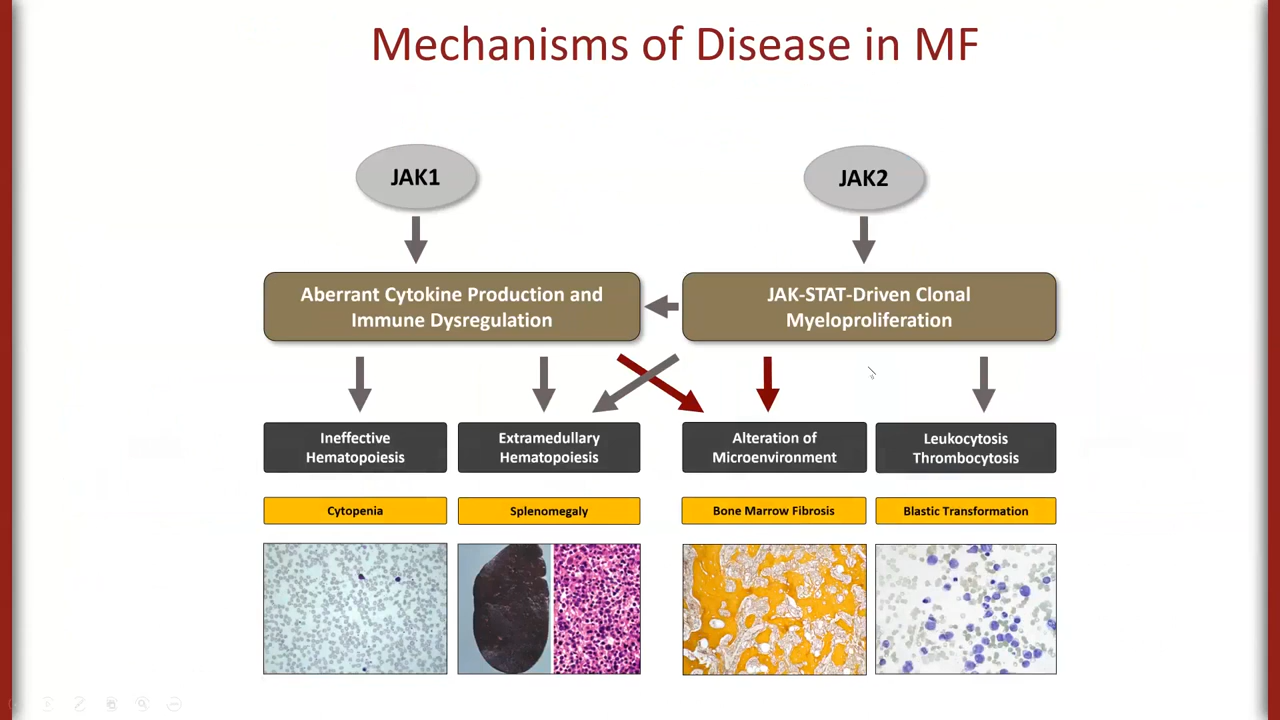 Mechanisms of Disease in MF
JAK1
JAK2
Aberrant Cytokine Production and
Immune Dysregulation
JAK-STAT-Driven Clonal
Myeloproliferation
Ineffective
Hematopoiesis
Extramedullary
Hematopoiesis
Alteration of
Microenvironment
Leukocytosis
Thrombocytosis
Cytopenia
Splenomegaly
Bone Marrow Fibrosis
Blastic Transformation